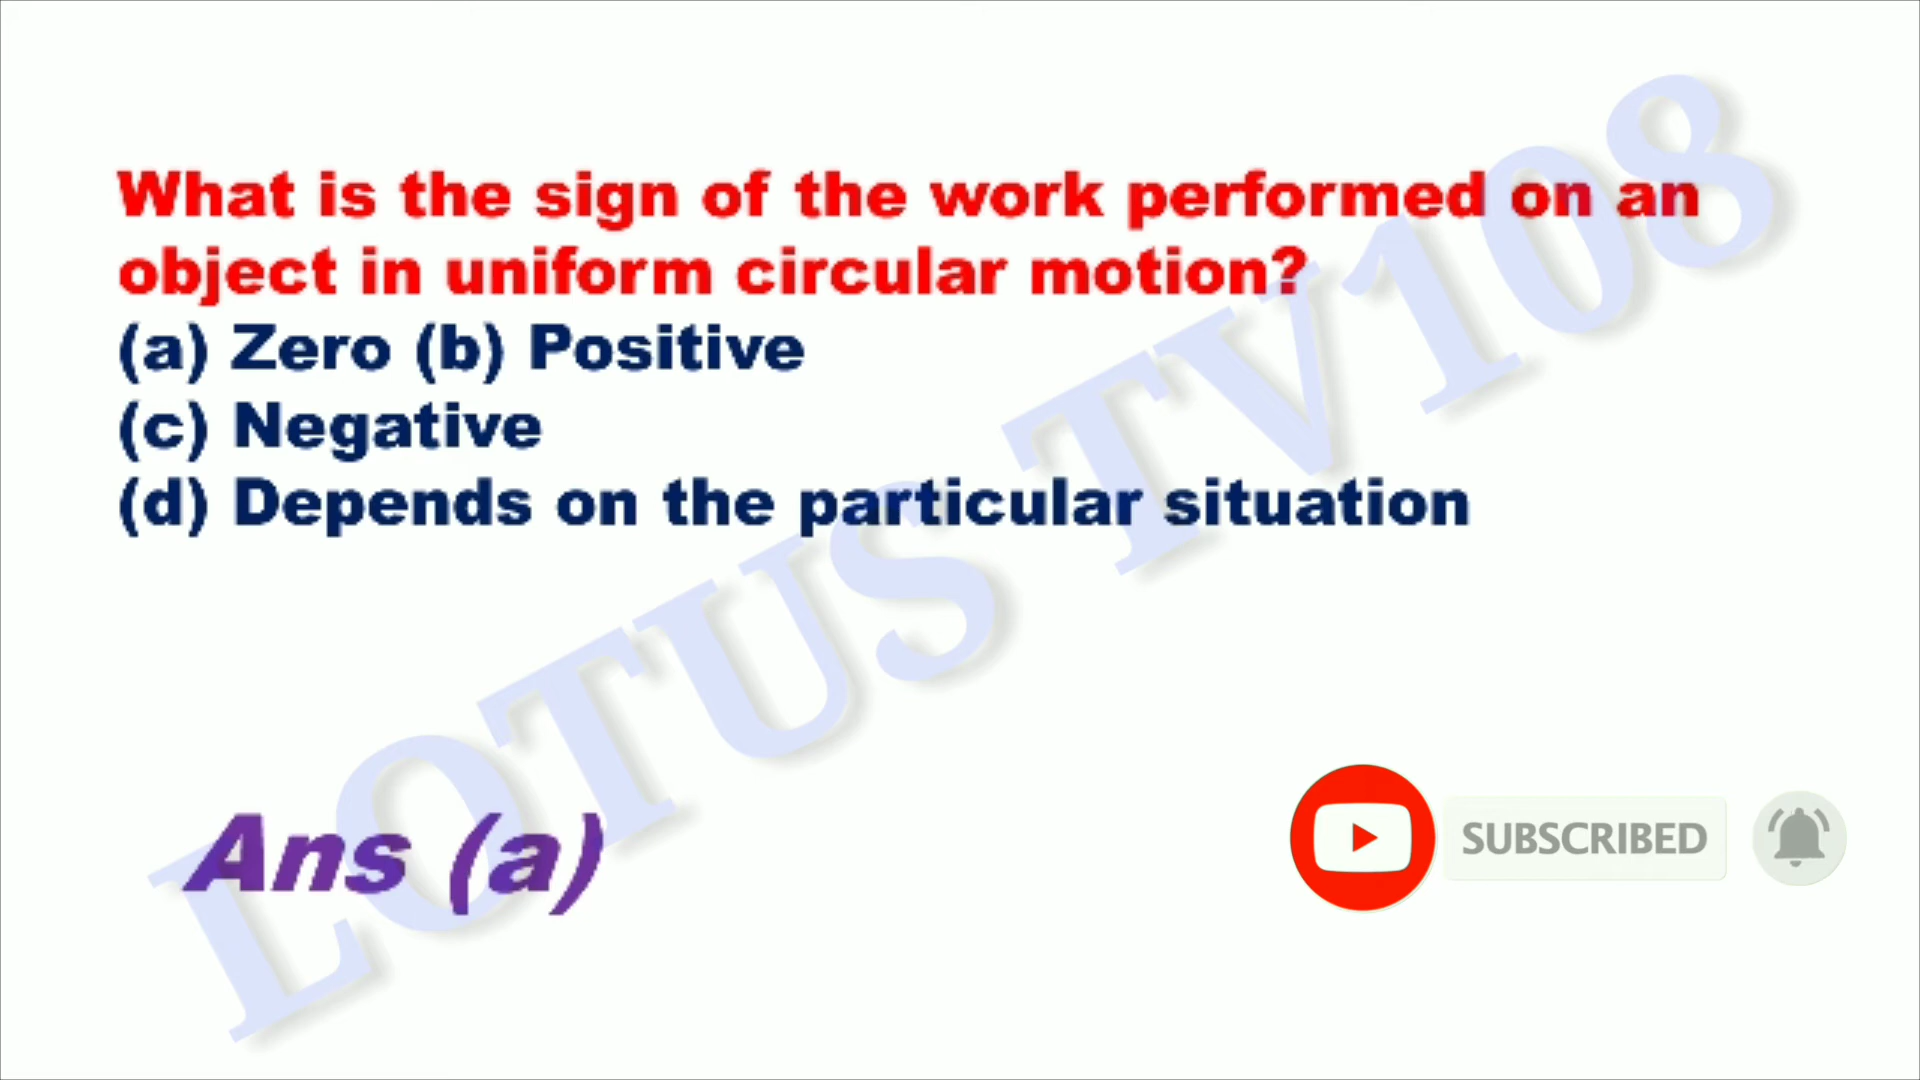 What is the sign of the work performed on an
object in uniform circular motion?
(a) Zero (b) Positive
(c) Negative
(d) Depends on the particular situation
LOTUS TV108
Ans (a)
SUBSCRIBED